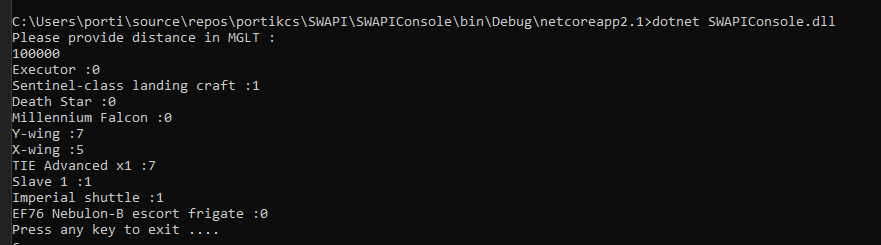 C:\Users\porti\source\repos\portikcs\SWAPI\SWAPIConsole\bin\Debug\netcoreapp2.1>dotnet SWAPIConsole.dll
Please provide distance in MGLT :
100000
Executor :0
Sentinel-class landing craft :1
Death Star :0
Millennium Falcon :0
Y-wing :7
X-wing :5
TIE Advanced x1 :7
Slave 1 :1
Imperial shuttle :1
EF76 Nebulon-B escort frigate :0
Press any key to exit ....